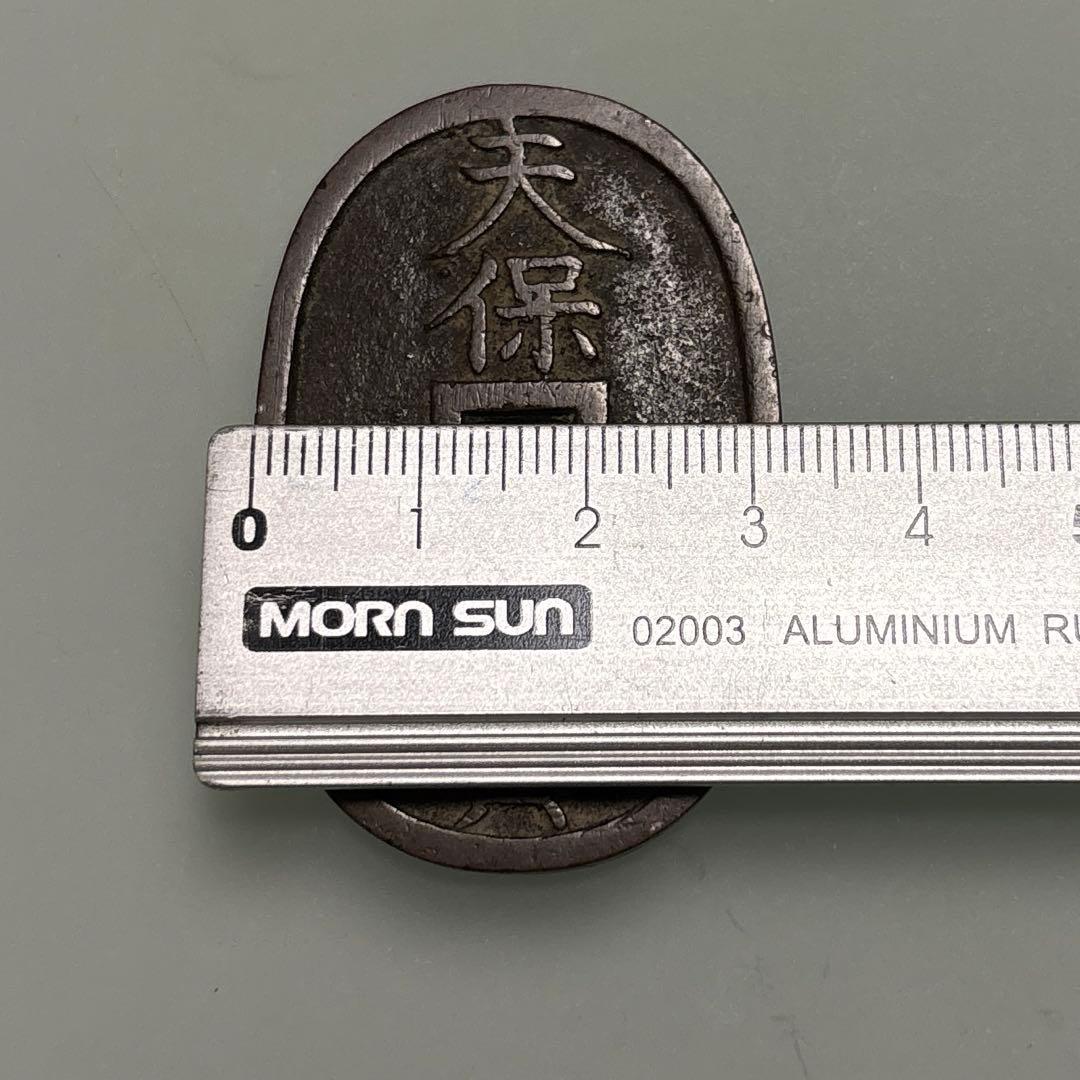 天
保
0 1 2 3 4
MORN SUN
02003 ALUMINIUM